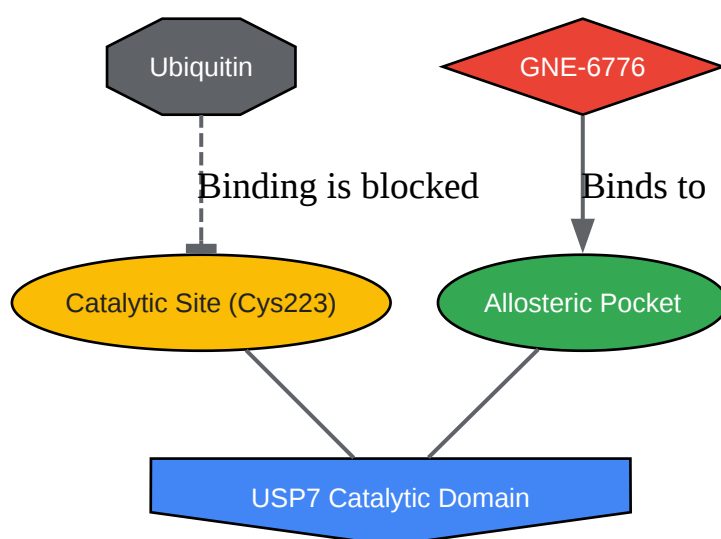 Ubiquitin
GNE-6776
Binding is blocked
Binds to
Catalytic Site (Cys223)
Allosteric Pocket
USP7 Catalytic Domain